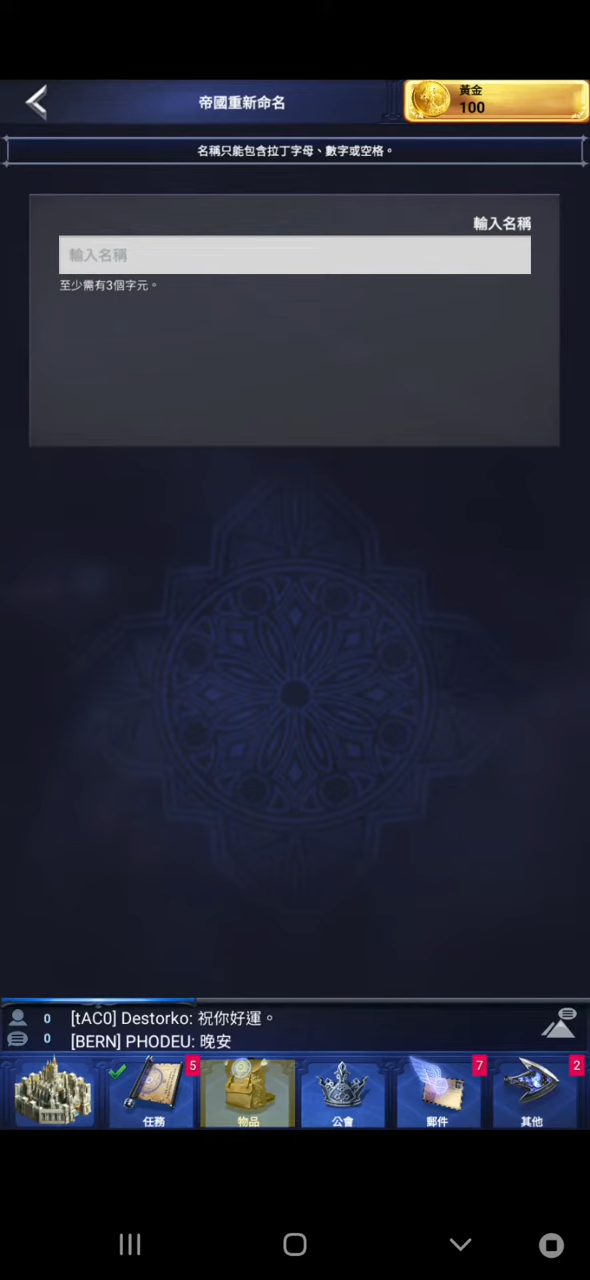 帝國重新命名
黃金
100
名稱只能包含拉丁字母、數字或空格。
輸入名稱
輸入名稱
至少需有3個字元。
0 [tAC0] Destorko: 祝你好運。
0 [BERN] PHODEU: 晚安
5 7 2
任務 物品 公會 郵件 其他